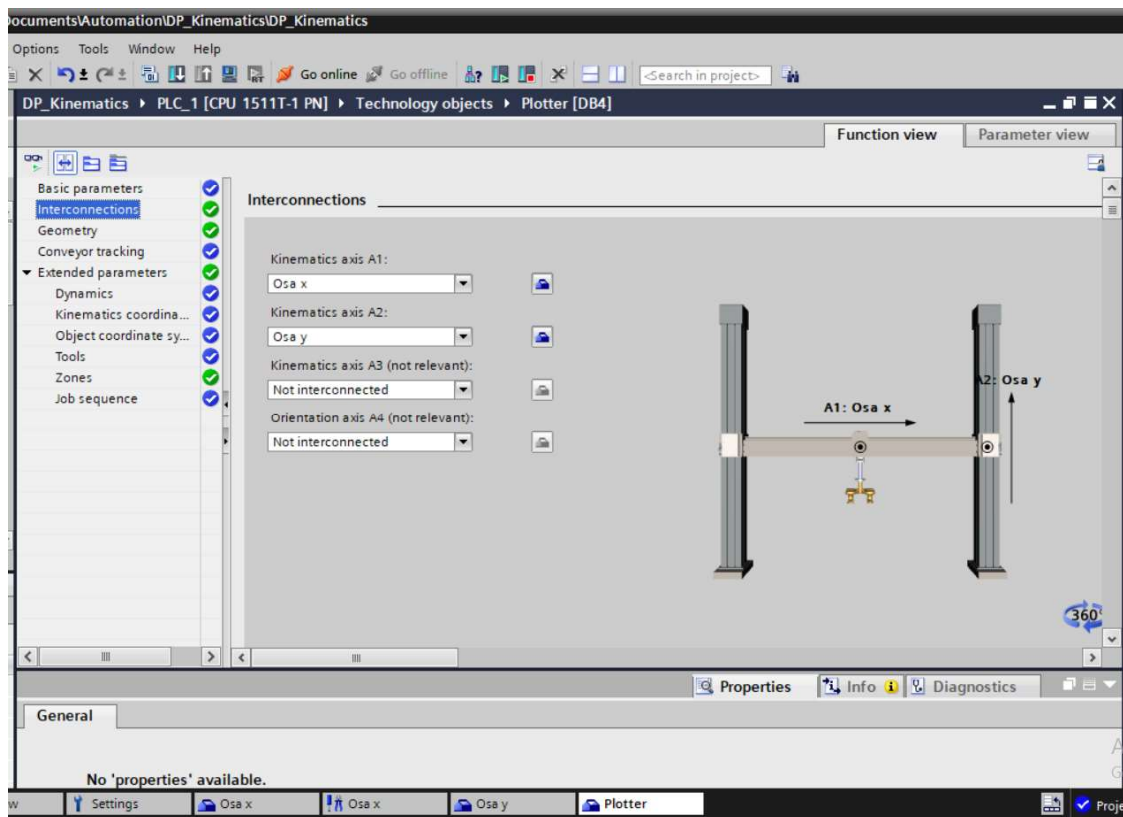 Documents\Automation\DP_Kinematics\DP_Kinematics
Options Tools Window Help
Go online Go offline <Search in project>
DP_Kinematics PLC_1 [CPU 1511T-1 PN] Technology objects Plotter [DB4]
Function view Parameter view
Basic parameters
Interconnections
Geometry
Conveyor tracking
Extended parameters
Dynamics
Kinematics coordina...
Object coordinate sy...
Tools
Zones
Job sequence
Interconnections
Kinematics axis A1:
Osa x
Kinematics axis A2:
Osa y
Kinematics axis A3 (not relevant):
Not interconnected
Orientation axis A4 (not relevant):
Not interconnected
A2: Osa y
A1: Osa x
360°
Properties Info Diagnostics
General
No 'properties' available.
Settings Osa x Osa x Osa y Plotter